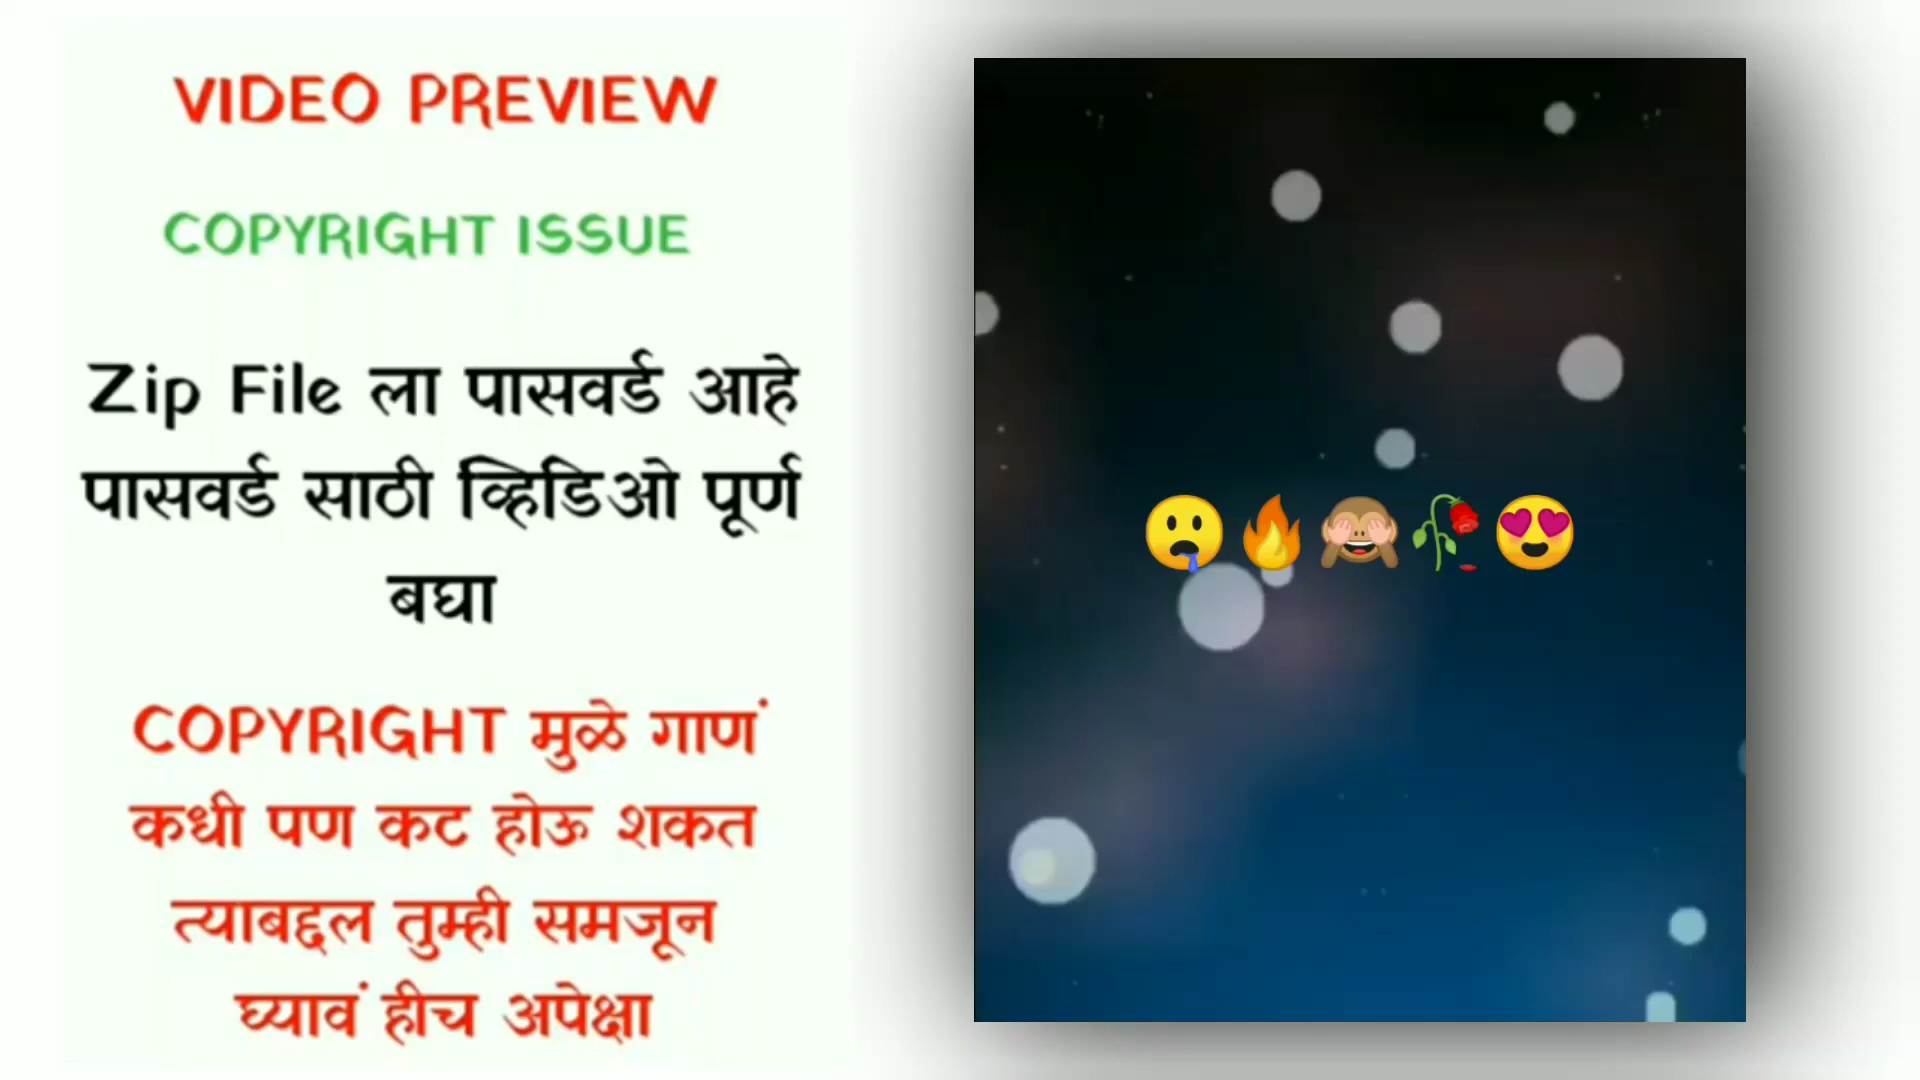 VIDEO PREVIEW
COPYRIGHT ISSUE
Zip File ला पासवर्ड आहे
पासवर्ड साठी व्हिडिओ पूर्ण
बघा
COPYRIGHT मुळे गाणं
कधी पण कट होऊ शकत
त्याबद्दल तुम्ही समजून
घ्यावं हीच अपेक्षा
🤤🔥🙈🥀😍